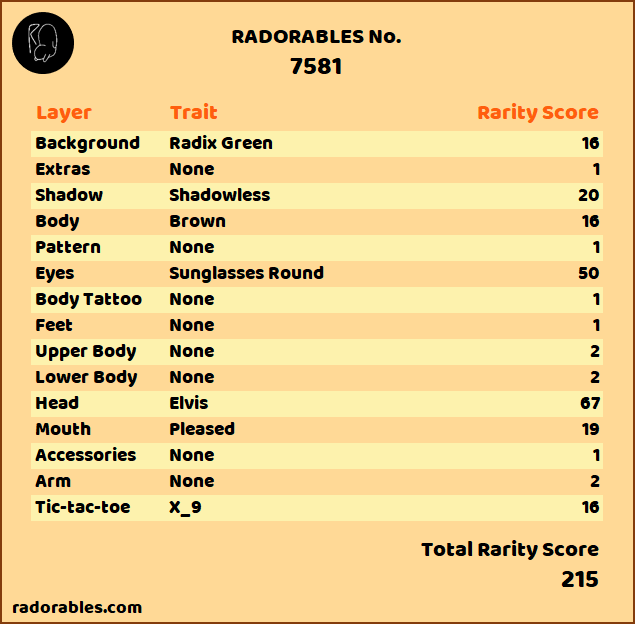 RADORABLES No.
7581
Layer Trait Rarity Score
Background Radix Green 16
Extras None 1
Shadow Shadowless 20
Body Brown 16
Pattern None 1
Eyes Sunglasses Round 50
Body Tattoo None 1
Feet None 1
Upper Body None 2
Lower Body None 2
Head Elvis 67
Mouth Pleased 19
Accessories None 1
Arm None 2
Tic-tac-toe X_9 16
Total Rarity Score
215
radorables.com